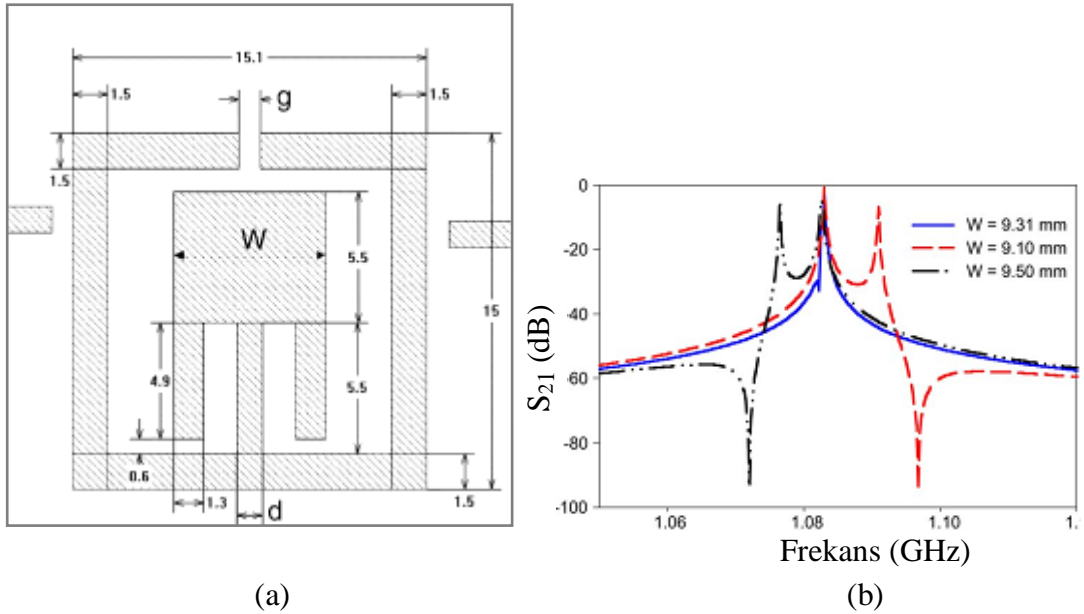 15.1
1.5
g
1.5
1.5
W
5.5
15
4.9
5.5
0.6
1.3
d
1.5
(a)
S21 (dB)
0
-20
-40
-60
-80
-100
W = 9.31 mm
W = 9.10 mm
W = 9.50 mm
1.06
1.08
1.10
1.
Frekans (GHz)
(b)